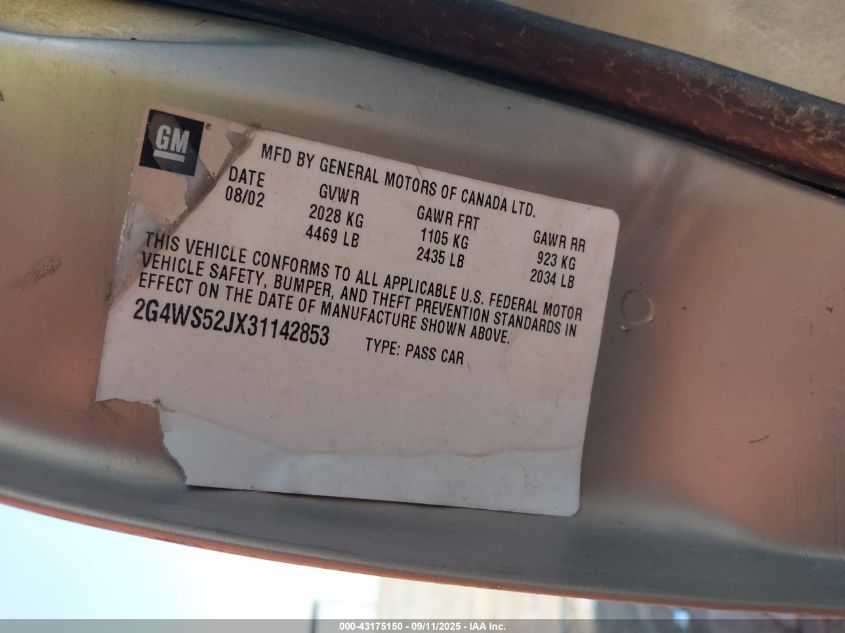 GM
MFD BY GENERAL MOTORS OF CANADA LTD.
DATE GVWR GAWR FRT GAWR RR
08/02 2028 KG 1105 KG 923 KG
4469 LB 2435 LB 2034 LB
THIS VEHICLE CONFORMS TO ALL APPLICABLE U.S. FEDERAL MOTOR
VEHICLE SAFETY, BUMPER, AND THEFT PREVENTION STANDARDS IN
EFFECT ON THE DATE OF MANUFACTURE SHOWN ABOVE.
2G4WS52JX31142853 TYPE: PASS CAR
000-43175150 - 09/11/2025 - IAA Inc.